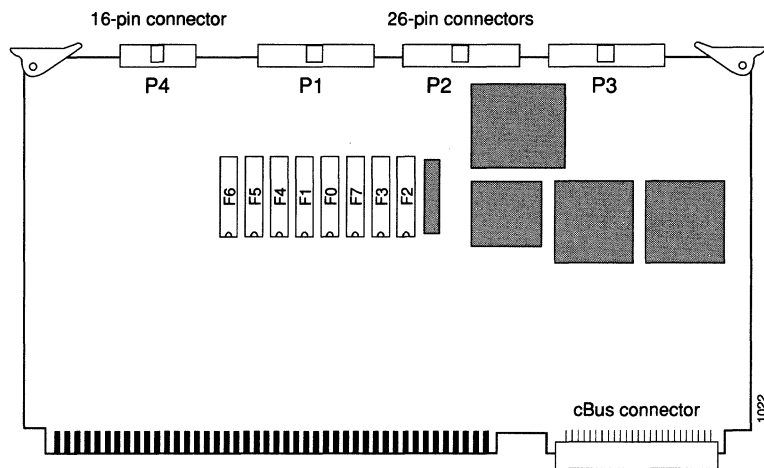 16-pin connector
26-pin connectors
P4
P1
P2
P3
F6
F5
F4
F1
F0
F7
F3
F2
cBus connector
1022